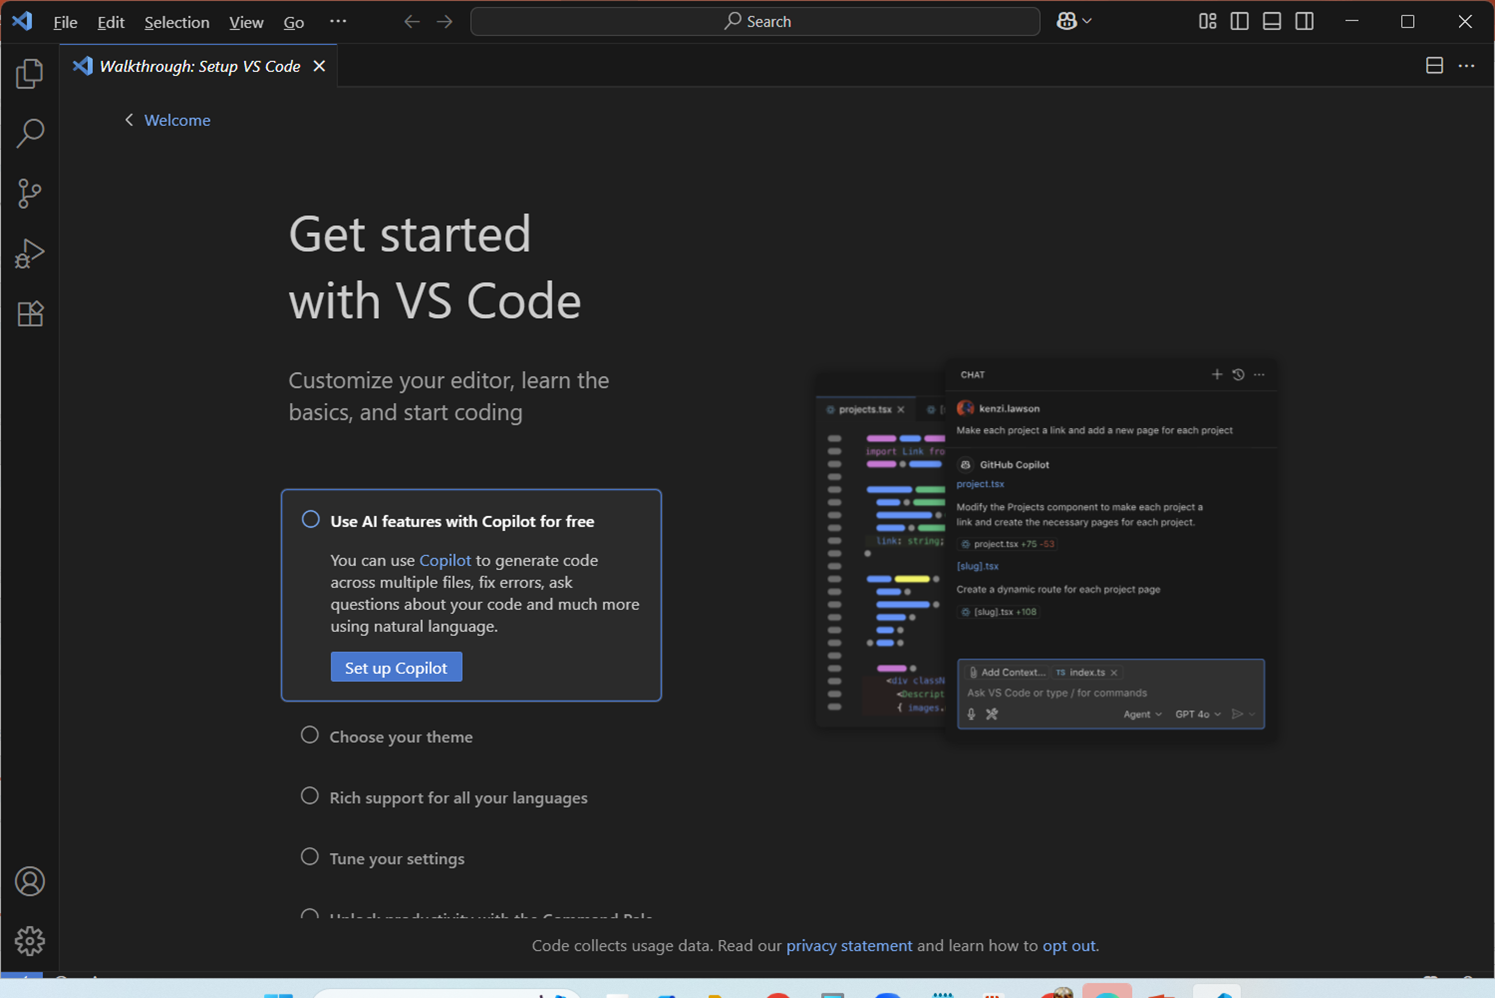 File Edit Selection View Go ···
Search
Walkthrough: Setup VS Code
Welcome
Get started
with VS Code
Customize your editor, learn the
basics, and start coding
Use AI features with Copilot for free
You can use Copilot to generate code
across multiple files, fix errors, ask
questions about your code and much more
using natural language.
Set up Copilot
Choose your theme
Rich support for all your languages
Tune your settings
Unlock productivity with the Command Pale
projects.tsx
import Link fro
link: string;
<div classN
<Descript
{ images.
CHAT
kenzi.lawson
Make each project a link and add a new page for each project
GitHub Copilot
project.tsx
Modify the Projects component to make each project a
link and create the necessary pages for each project.
project.tsx +75 -53
[slug].tsx
Create a dynamic route for each project page
[slug].tsx +108
Add Context... TS index.ts
Ask VS Code or type / for commands
Agent GPT 4o
Code collects usage data. Read our privacy statement and learn how to opt out.